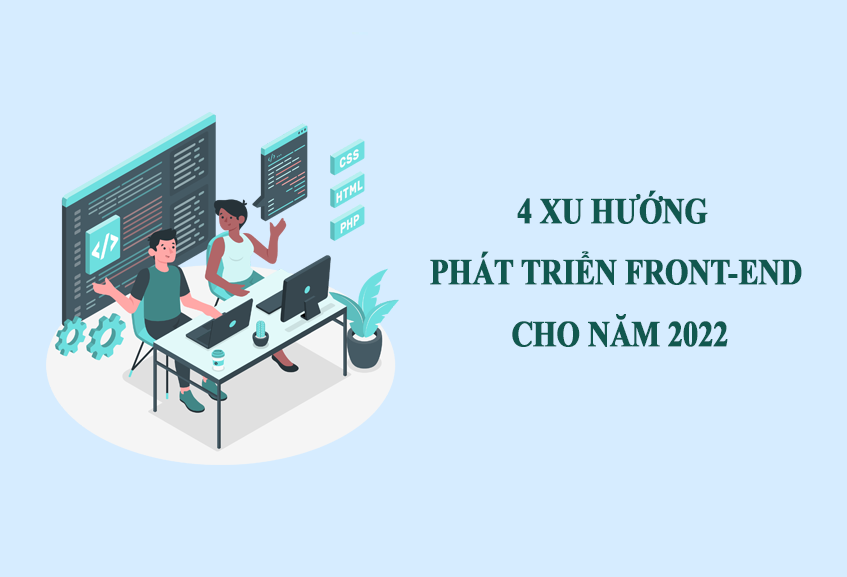 CSS
HTML
PHP
</>
4 XU HƯỚNG
PHÁT TRIỂN FRONT-END
CHO NĂM 2022